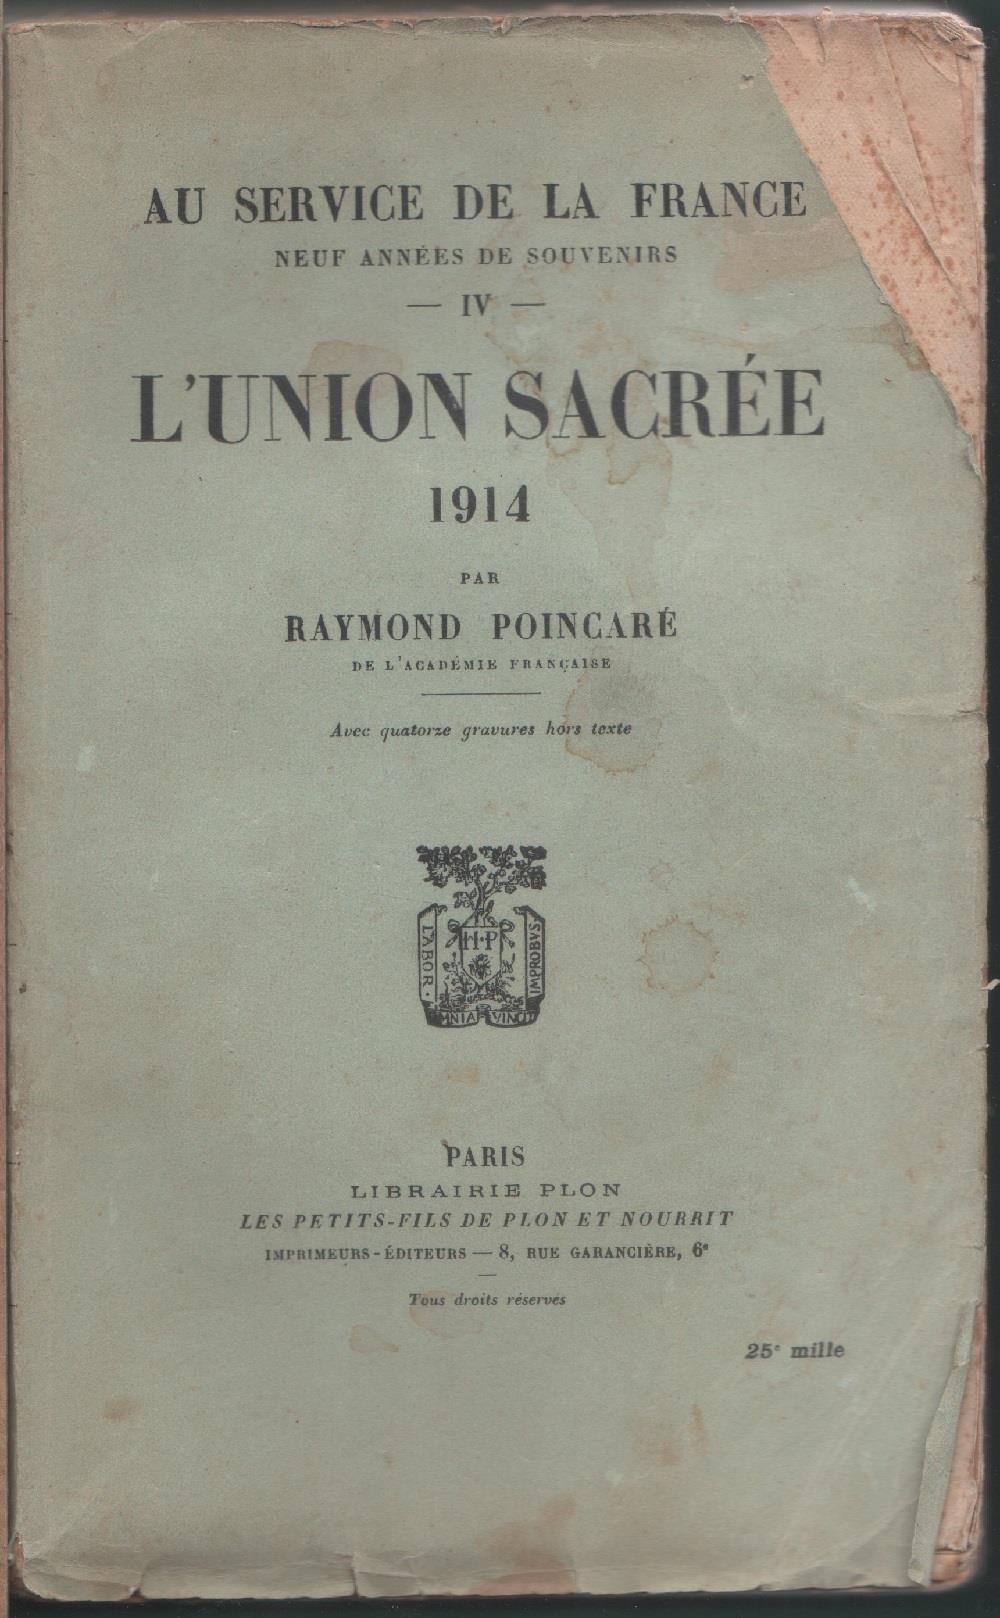 AU SERVICE DE LA FRANCE
NEUF ANNÉES DE SOUVENIRS
— IV —
L'UNION SACRÉE
1914
PAR
RAYMOND POINCARÉ
DE L'ACADÉMIE FRANÇAISE
Avec quatorze gravures hors texte
H·P
LABOR·
IMPROBVS
OMNIA VINCIT
PARIS
LIBRAIRIE PLON
LES PETITS-FILS DE PLON ET NOURRIT
IMPRIMEURS-ÉDITEURS — 8, RUE GARANCIÈRE, 6e
Tous droits réservés
25e mille